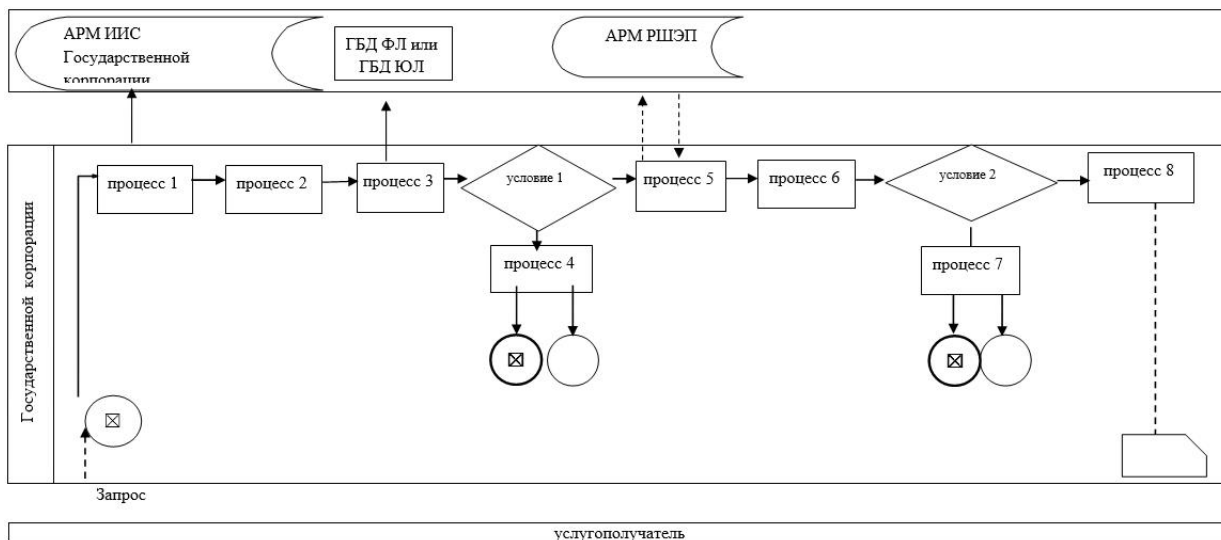 АРМ ИИС
Государственной
корпорации
ГБД ФЛ или
ГБД ЮЛ
АРМ РШЭП
Государственной корпорации
процесс 1
процесс 2
процесс 3
условие 1
процесс 5
процесс 6
условие 2
процесс 8
процесс 4
процесс 7
Запрос
услугополучатель